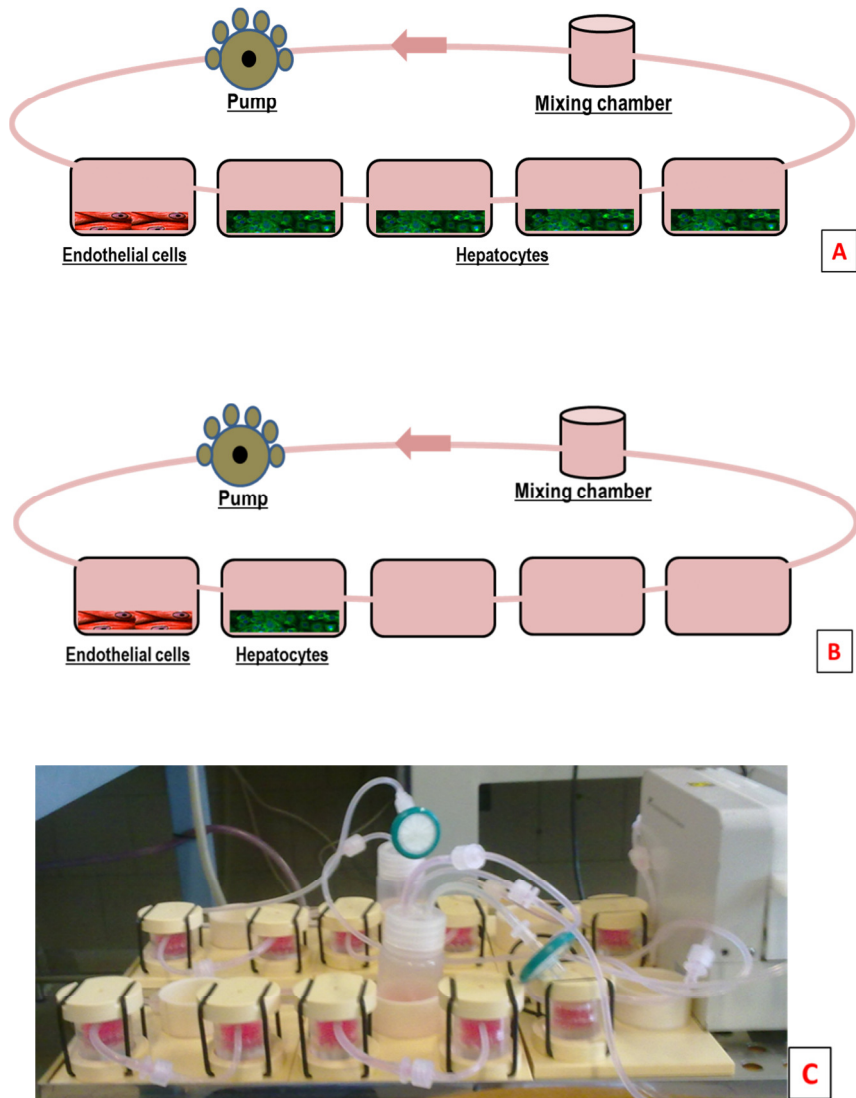 Pump
Mixing chamber
Endothelial cells
Hepatocytes
A
Pump
Mixing chamber
Endothelial cells
Hepatocytes
B
C